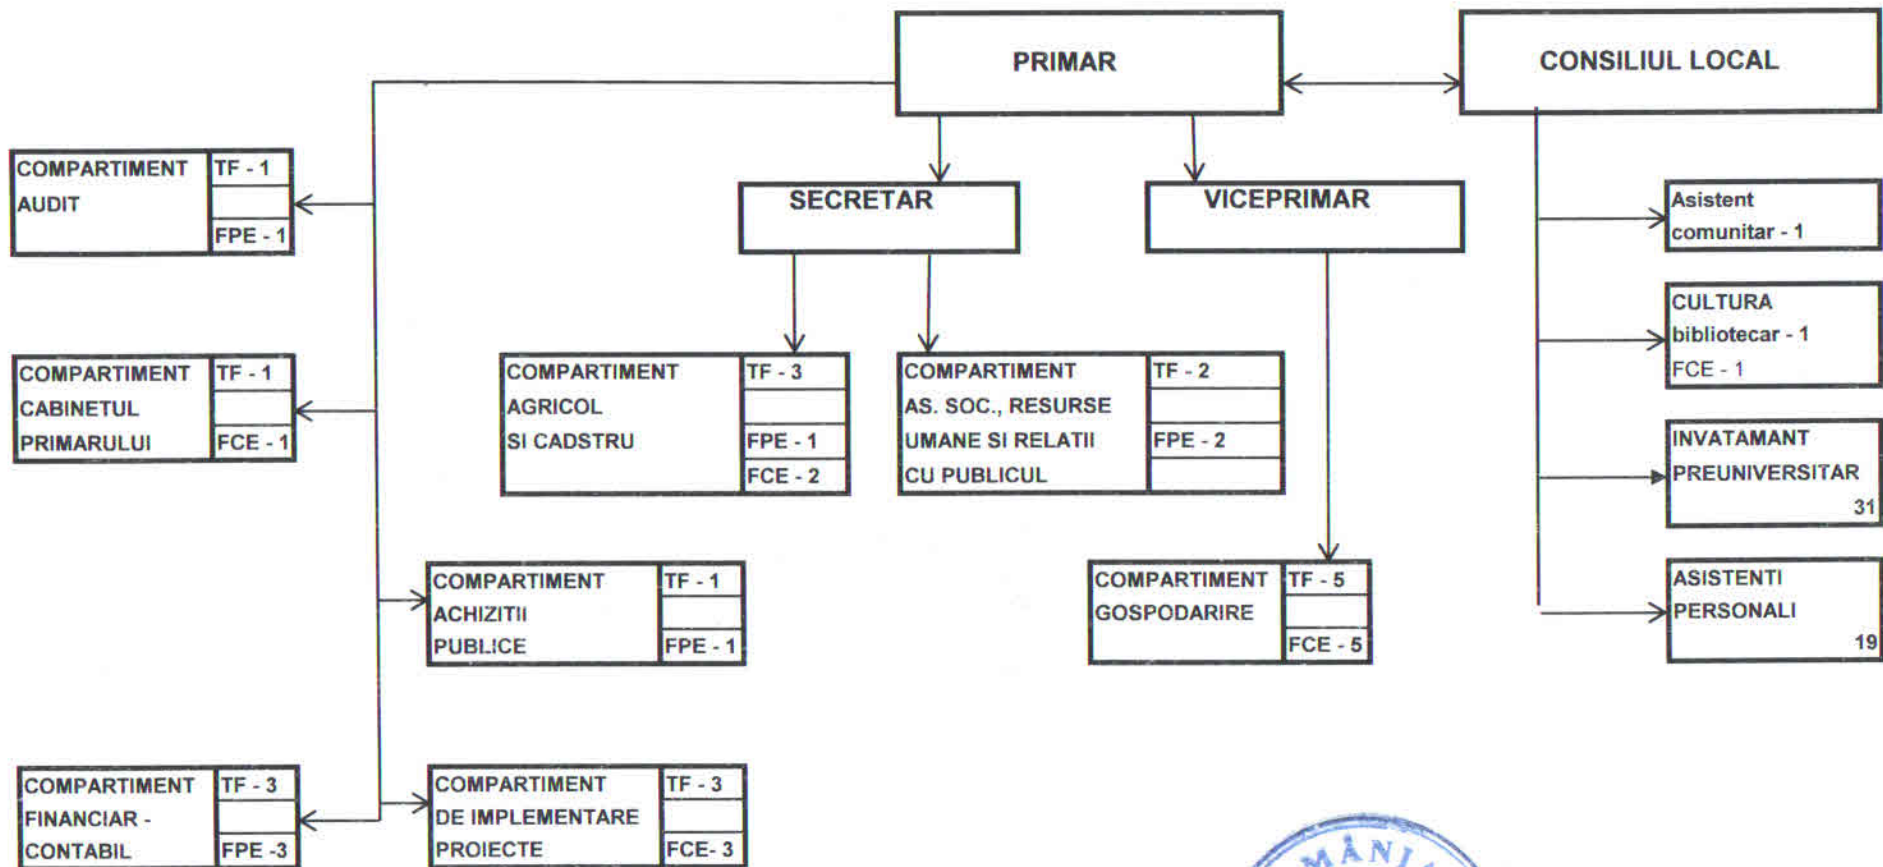 PRIMAR
CONSILIUL LOCAL
SECRETAR
VICEPRIMAR
COMPARTIMENT
AUDIT
TF - 1
FPE - 1
COMPARTIMENT
CABINETUL
PRIMARULUI
TF - 1
FCE - 1
COMPARTIMENT
AGRICOL
SI CADSTRU
TF - 3
FPE - 1
FCE - 2
COMPARTIMENT
AS. SOC., RESURSE
UMANE SI RELATII
CU PUBLICUL
TF - 2
FPE - 2
Asistent
comunitar - 1
CULTURA
bibliotecar - 1
FCE - 1
INVATAMANT
PREUNIVERSITAR
31
ASISTENTI
PERSONALI
19
COMPARTIMENT
ACHIZITII
PUBLICE
TF - 1
FPE - 1
COMPARTIMENT
GOSPODARIRE
TF - 5
FCE - 5
COMPARTIMENT
FINANCIAR -
CONTABIL
TF - 3
FPE -3
COMPARTIMENT
DE IMPLEMENTARE
PROIECTE
TF - 3
FCE- 3